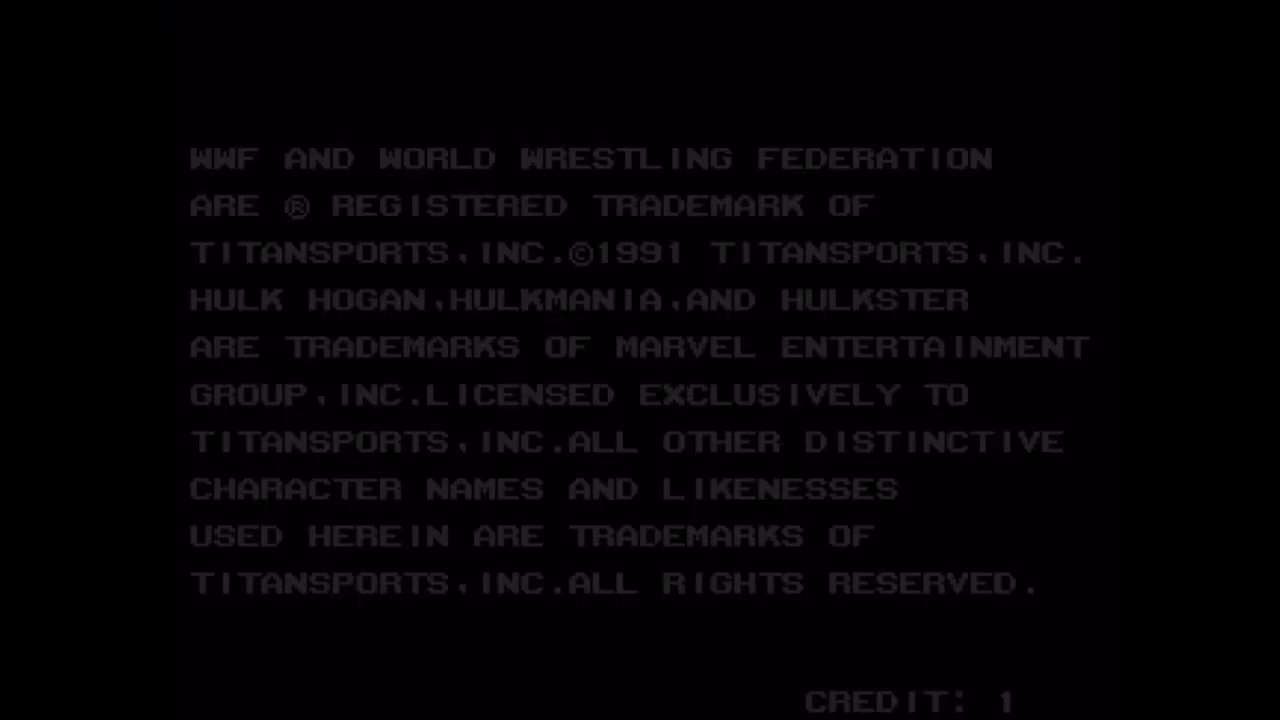 WWF AND WORLD WRESTLING FEDERATION
ARE ® REGISTERED TRADEMARK OF
TITANSPORTS,INC.©1991 TITANSPORTS,INC.
HULK HOGAN,HULKMANIA,AND HULKSTER
ARE TRADEMARKS OF MARVEL ENTERTAINMENT
GROUP,INC.LICENSED EXCLUSIVELY TO
TITANSPORTS,INC.ALL OTHER DISTINCTIVE
CHARACTER NAMES AND LIKENESSES
USED HEREIN ARE TRADEMARKS OF
TITANSPORTS,INC.ALL RIGHTS RESERVED.
CREDIT: 1